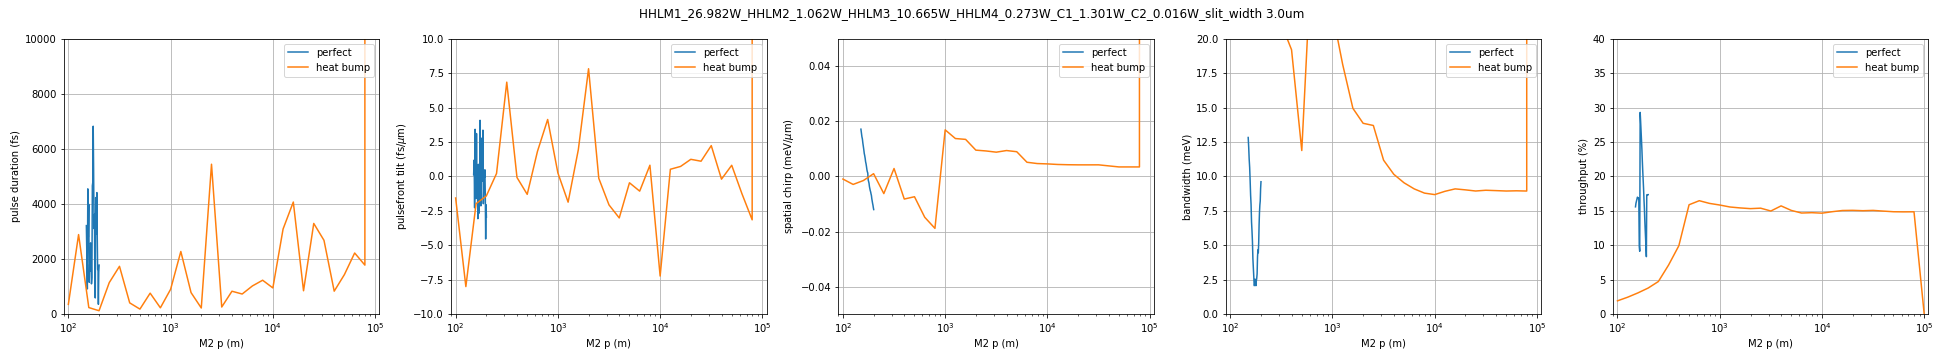 HHLM1_26.982W_HHLM2_1.062W_HHLM3_10.665W_HHLM4_0.273W_C1_1.301W_C2_0.016W_slit_width 3.0um
pulse duration (fs)
10000
8000
6000
4000
2000
0
perfect
heat bump
10² 10³ 10⁴ 10⁵
M2 p (m)
pulsefront tilt (fs/μm)
10.0
7.5
5.0
2.5
0.0
−2.5
−5.0
−7.5
−10.0
perfect
heat bump
10² 10³ 10⁴ 10⁵
M2 p (m)
spatial chirp (meV/μm)
0.04
0.02
0.00
−0.02
−0.04
perfect
heat bump
10² 10³ 10⁴ 10⁵
M2 p (m)
bandwidth (meV)
20.0
17.5
15.0
12.5
10.0
7.5
5.0
2.5
0.0
perfect
heat bump
10² 10³ 10⁴ 10⁵
M2 p (m)
throughput (%)
40
35
30
25
20
15
10
5
0
perfect
heat bump
10² 10³ 10⁴ 10⁵
M2 p (m)